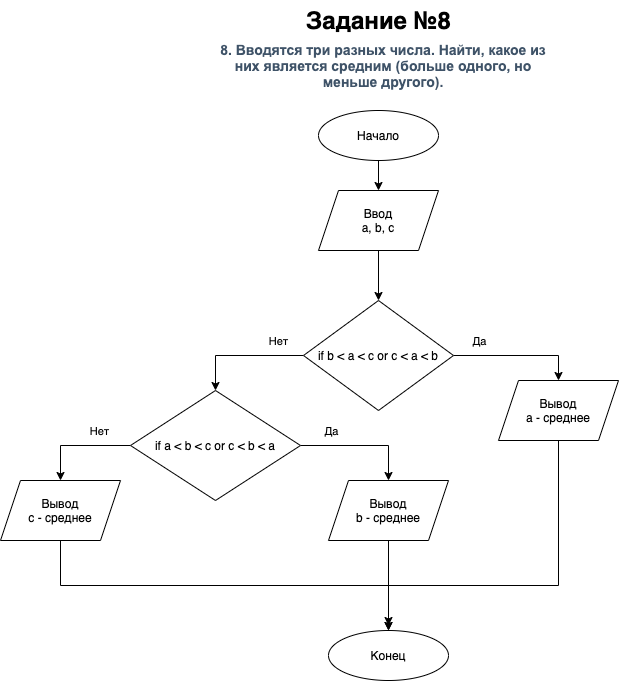 Задание №8
8. Вводятся три разных числа. Найти, какое из
них является средним (больше одного, но
меньше другого).
Начало
Ввод
a, b, c
Нет
Да
if b < a < c or c < a < b
Вывод
a - среднее
Нет
Да
if a < b < c or c < b < a
Вывод
c - среднее
Вывод
b - среднее
Конец